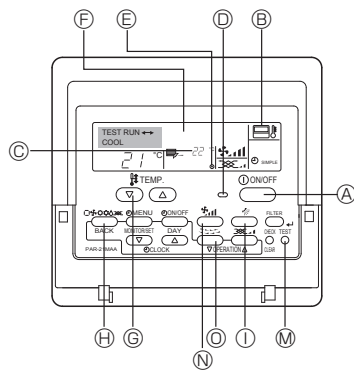 F
E
D
B
TEST RUN
COOL
21 °C
22 °
SIMPLE
C
TEMP.
ON/OFF
A
MENU
ON/OFF
FILTER
BACK
MONITOR/SET
DAY
CHECK TEST
PAR-21MAA
CLOCK
OPERATION
CLEAR
H
G
N
O
I
M